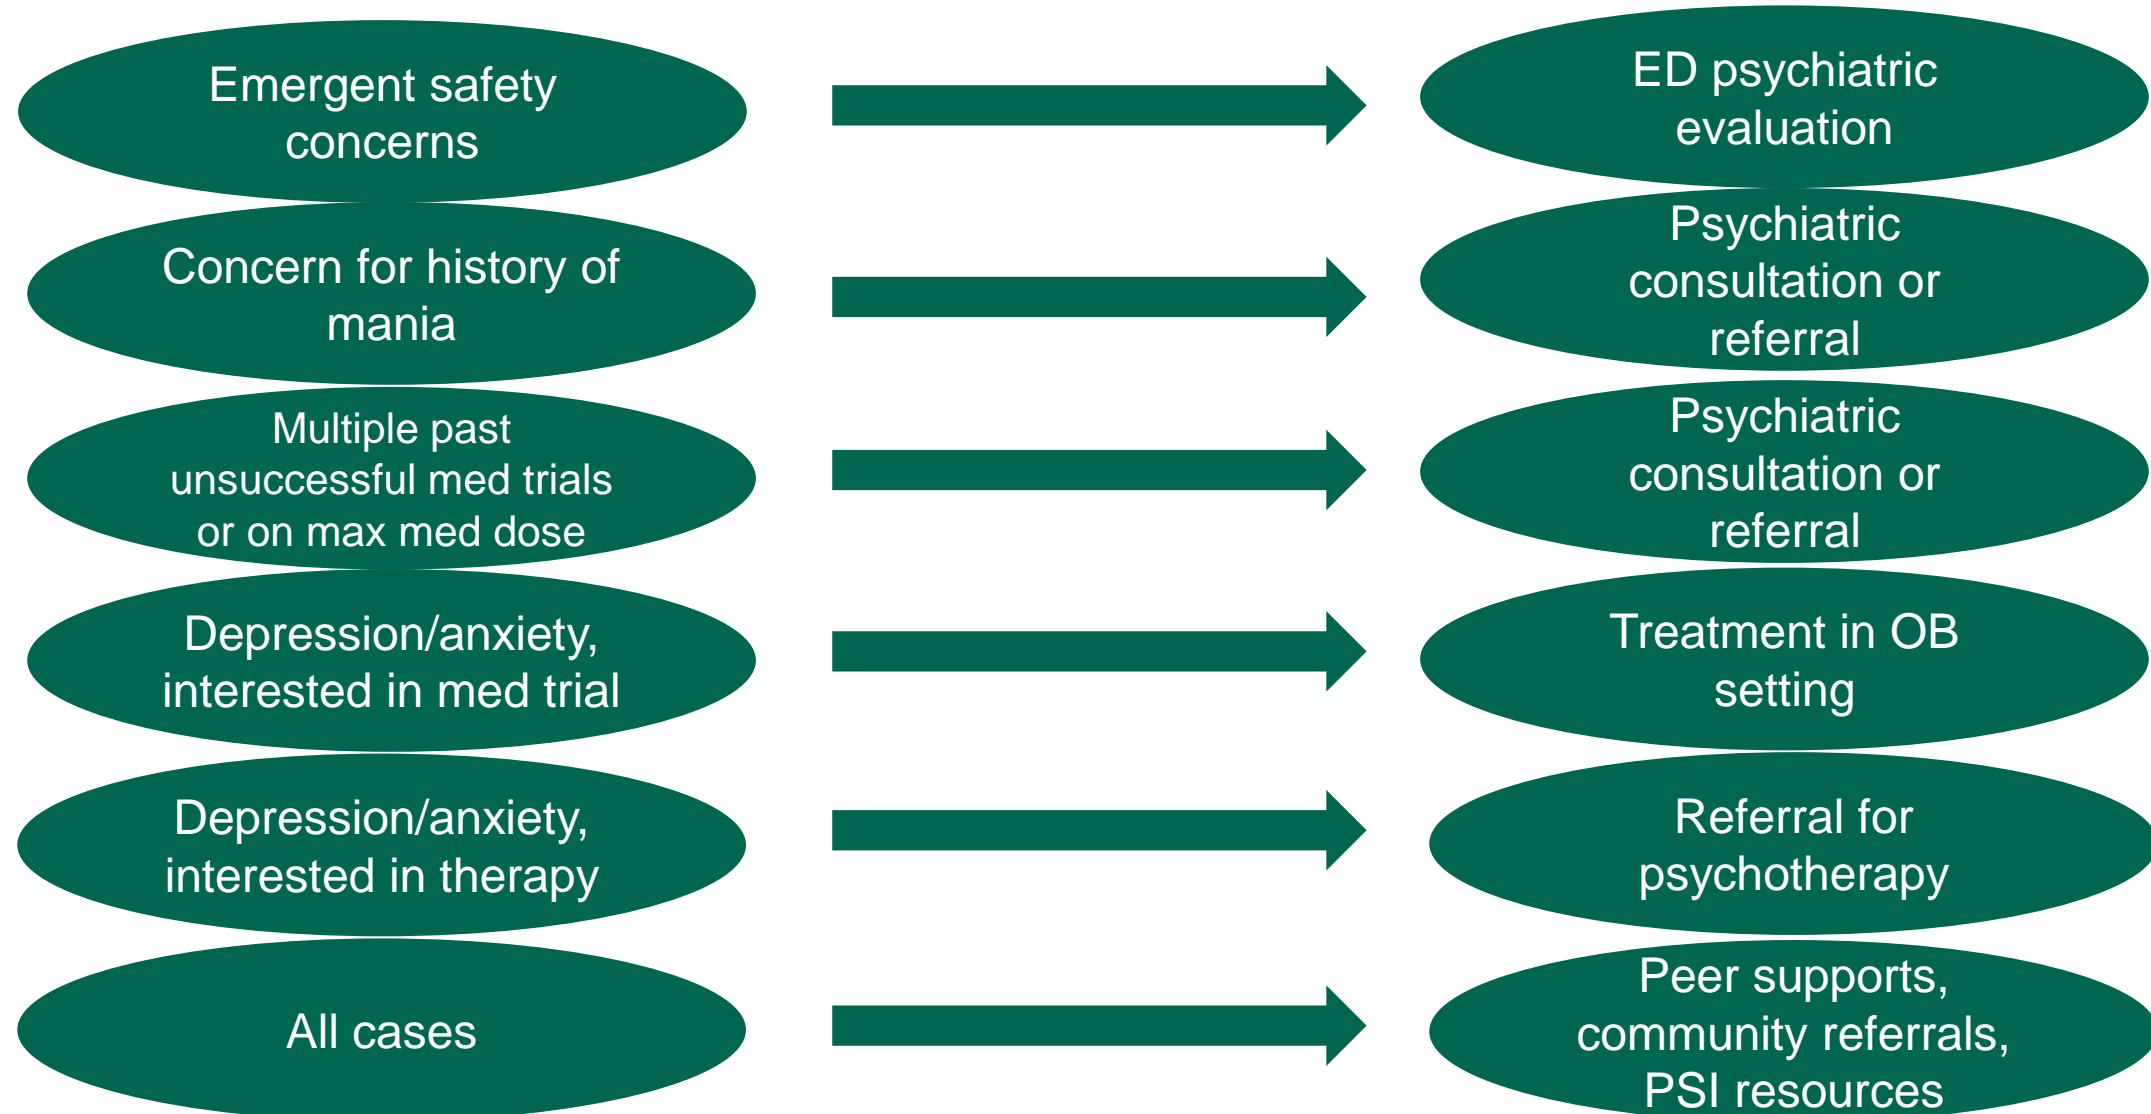 Emergent safety
concerns
ED psychiatric
evaluation
Concern for history of
mania
Psychiatric
consultation or
referral
Multiple past
unsuccessful med trials
or on max med dose
Psychiatric
consultation or
referral
Depression/anxiety,
interested in med trial
Treatment in OB
setting
Depression/anxiety,
interested in therapy
Referral for
psychotherapy
All cases
Peer supports,
community referrals,
PSI resources